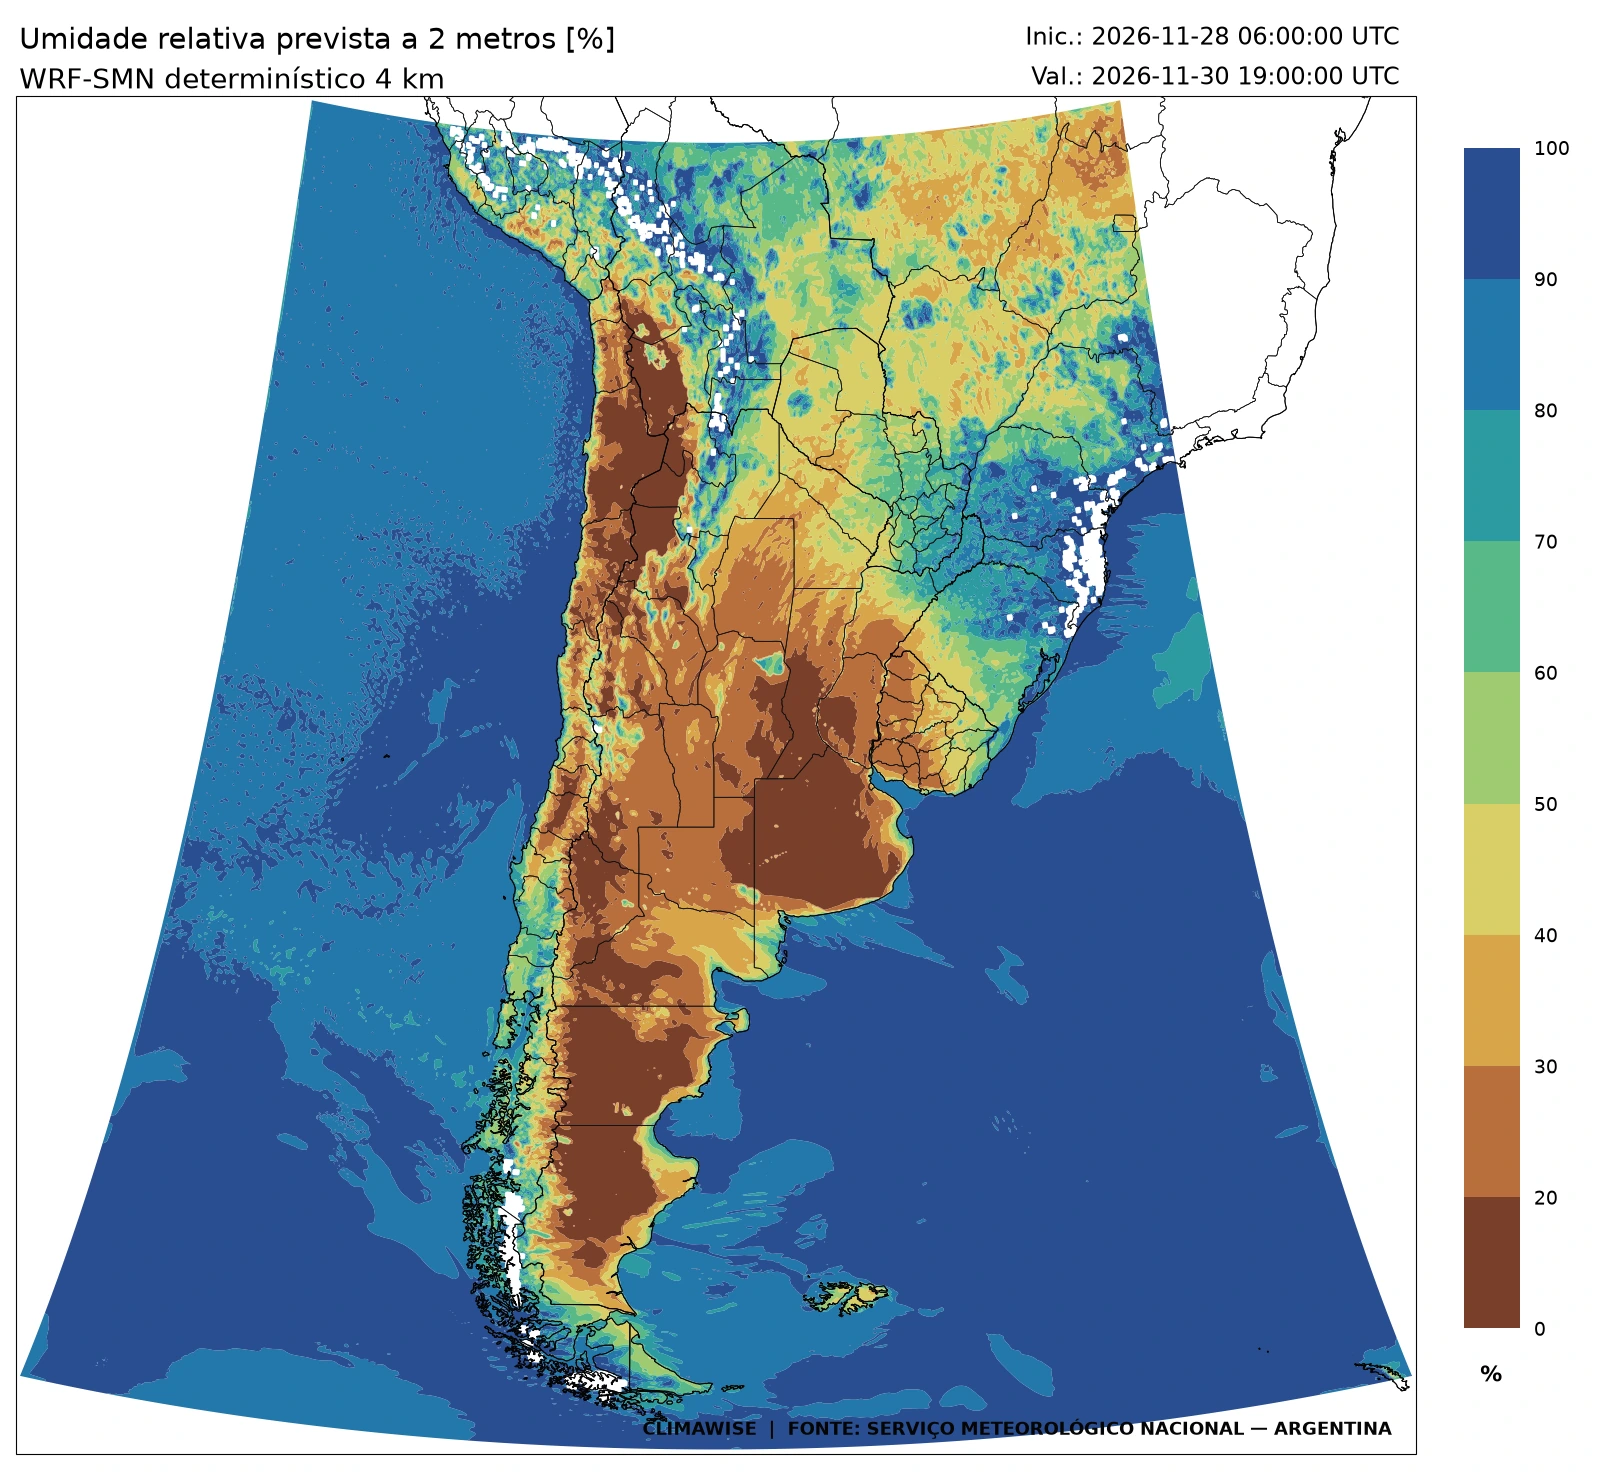 Umidade relativa prevista a 2 metros [%]
WRF-SMN determinístico 4 km
Inic.: 2026-11-28 06:00:00 UTC
Val.: 2026-11-30 19:00:00 UTC
100
90
80
70
60
50
40
30
20
0
%
CLIMAWISE | FONTE: SERVIÇO METEOROLÓGICO NACIONAL — ARGENTINA